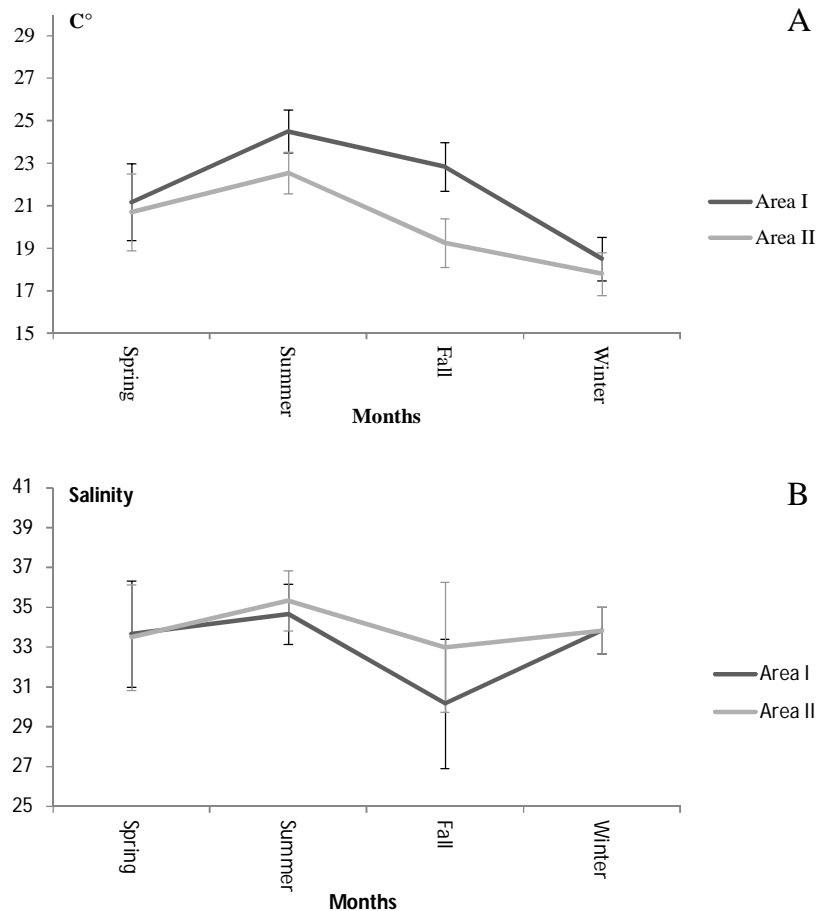 C°
A
29
27
25
23
21
19
17
15
Spring
Summer
Fall
Winter
Months
Area I
Area II
Salinity
B
41
39
37
35
33
31
29
27
25
Spring
Summer
Fall
Winter
Months
Area I
Area II